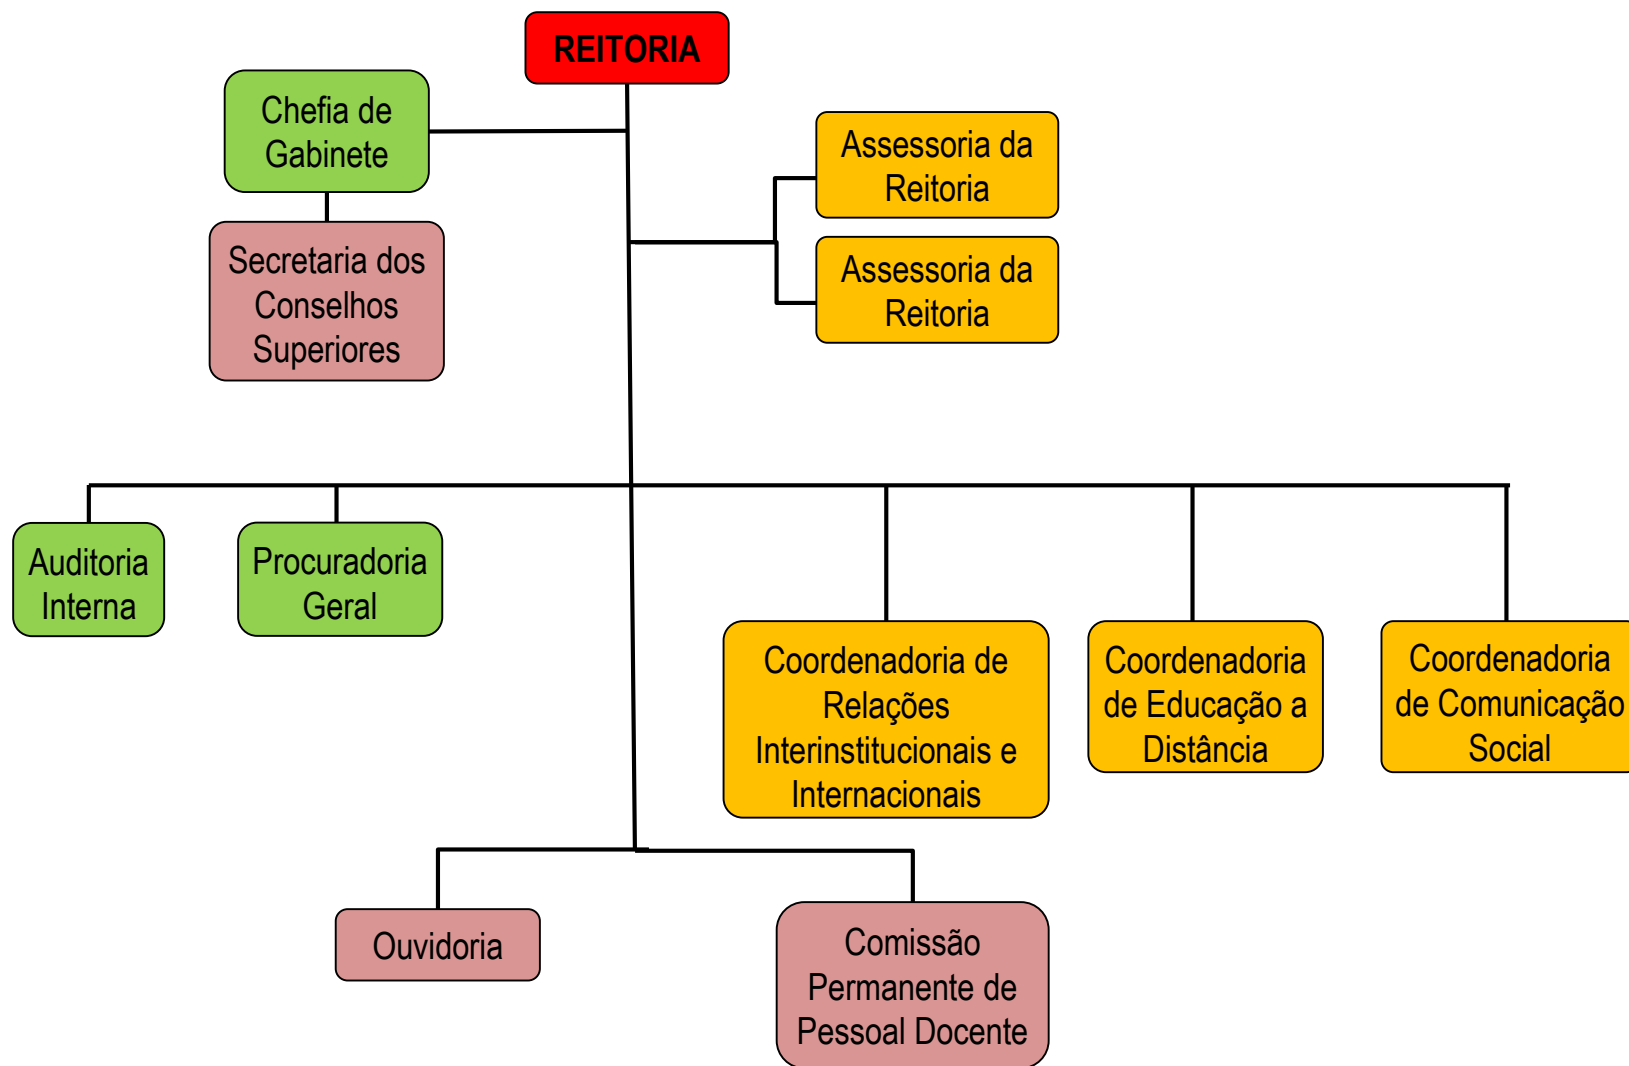 REITORIA
Chefia de
Gabinete
Assessoria da
Reitoria
Secretaria dos
Conselhos
Superiores
Assessoria da
Reitoria
Auditoria
Interna
Procuradoria
Geral
Coordenadoria de
Relações
Interinstitucionais e
Internacionais
Coordenadoria
de Educação a
Distância
Coordenadoria
de Comunicação
Social
Ouvidoria
Comissão
Permanente de
Pessoal Docente